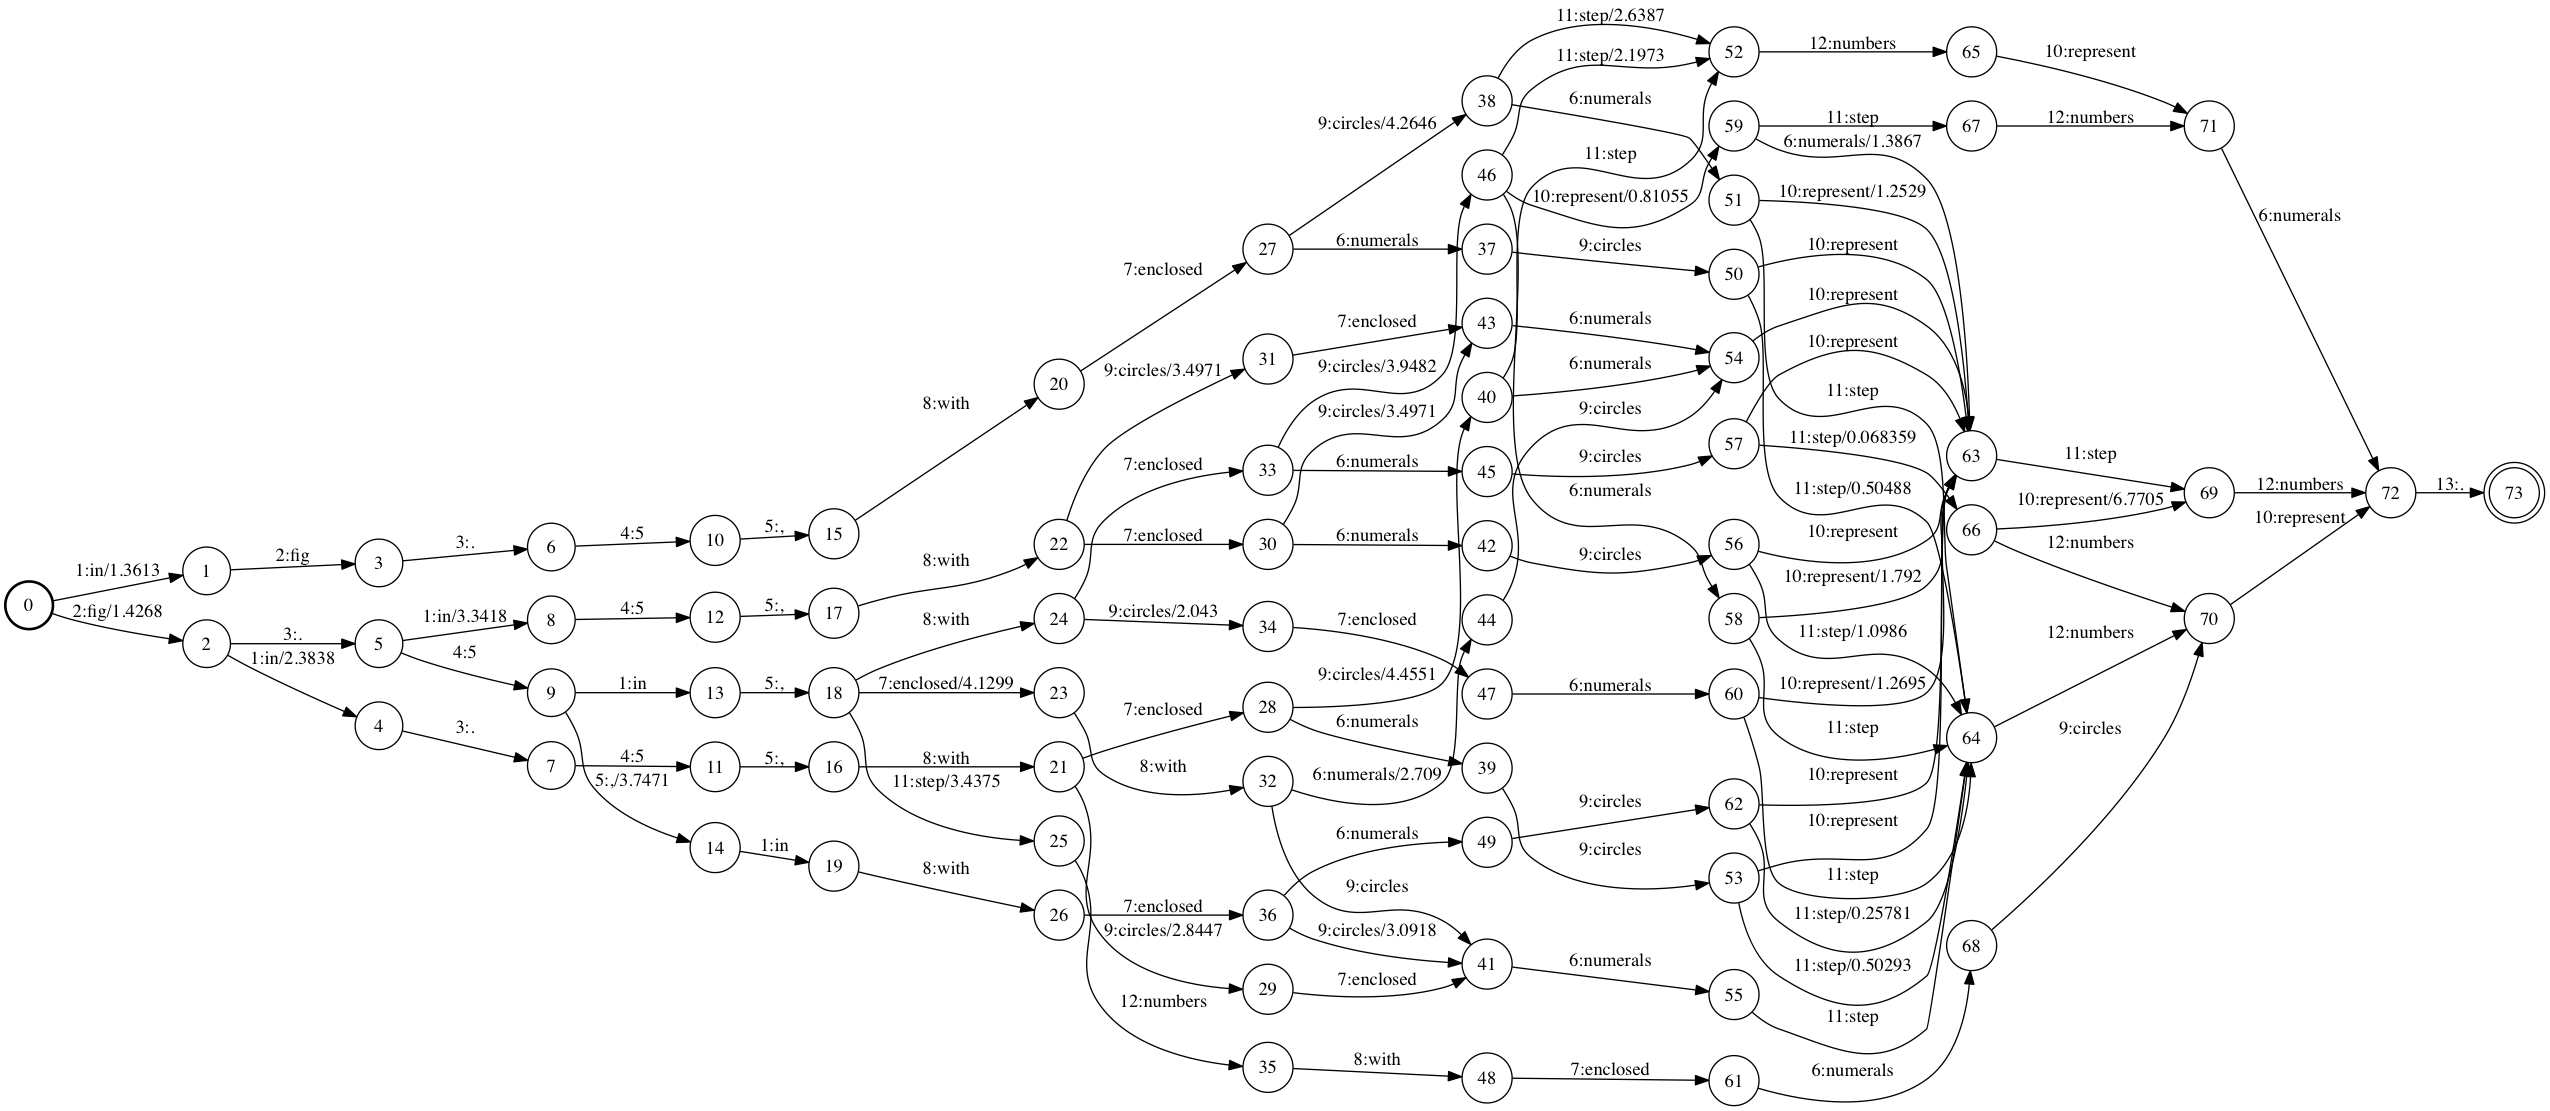 0
1:in/1.3613
2:fig/1.4268
1
2:fig
2
3:.
1:in/2.3838
3
3:.
5
1:in/3.3418
4:5
4
3:.
6
4:5
8
4:5
9
1:in
5:,/3.7471
7
4:5
10
5:,
12
5:,
13
5:,
11
5:,
14
1:in
15
8:with
17
8:with
18
8:with
7:enclosed/4.1299
11:step/3.4375
16
8:with
19
8:with
20
7:enclosed
22
9:circles/3.4971
7:enclosed
24
7:enclosed
9:circles/2.043
23
8:with
21
7:enclosed
9:circles/2.8447
25
12:numbers
26
7:enclosed
27
9:circles/4.2646
6:numerals
31
7:enclosed
33
9:circles/3.9482
6:numerals
30
9:circles/3.4971
6:numerals
34
7:enclosed
28
9:circles/4.4551
6:numerals
32
6:numerals/2.709
9:circles
36
6:numerals
9:circles/3.0918
29
7:enclosed
35
8:with
38
11:step/2.6387
6:numerals
46
11:step/2.1973
10:represent/0.81055
6:numerals
37
9:circles
43
6:numerals
40
11:step
6:numerals
45
9:circles
42
9:circles
44
9:circles
47
6:numerals
39
9:circles
49
9:circles
41
6:numerals
48
7:enclosed
52
12:numbers
59
11:step
6:numerals/1.3867
51
10:represent/1.2529
11:step
50
10:represent
11:step/0.50488
54
10:represent
57
10:represent
11:step/0.068359
56
10:represent
11:step/1.0986
58
10:represent/1.792
11:step
60
10:represent/1.2695
11:step
62
10:represent
11:step/0.25781
53
10:represent
11:step/0.50293
55
11:step
61
6:numerals
65
10:represent
67
12:numbers
63
11:step
66
10:represent/6.7705
12:numbers
64
12:numbers
68
9:circles
71
6:numerals
69
12:numbers
70
10:represent
72
13:.
73